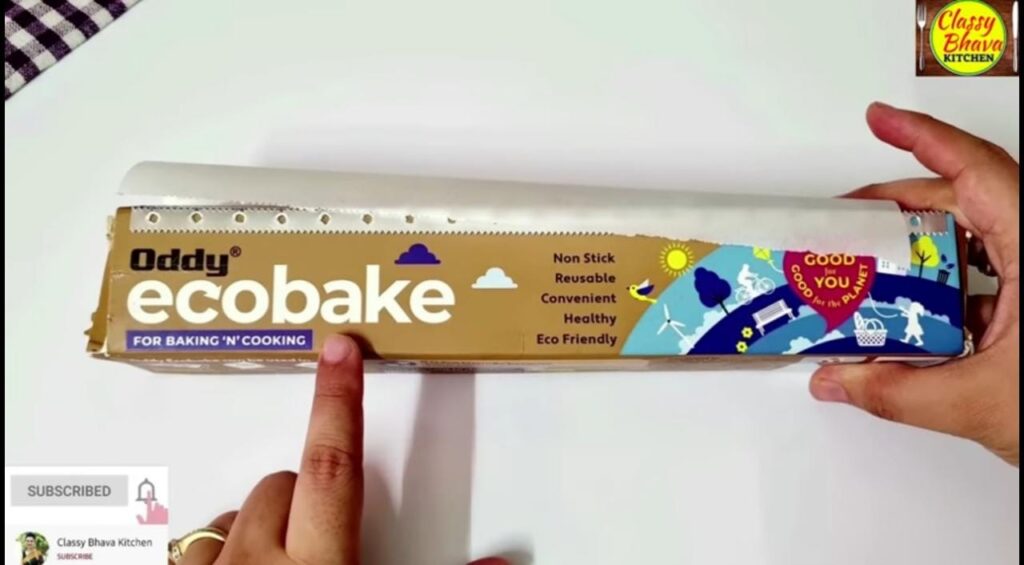 Classy
Bhava
KITCHEN
Oddy®
ecobake
FOR BAKING 'N' COOKING
Non Stick
Reusable
Convenient
Healthy
Eco Friendly
GOOD
for
YOU
GOOD for the PLANET
SUBSCRIBED
Classy Bhava Kitchen
SUBSCRIBE